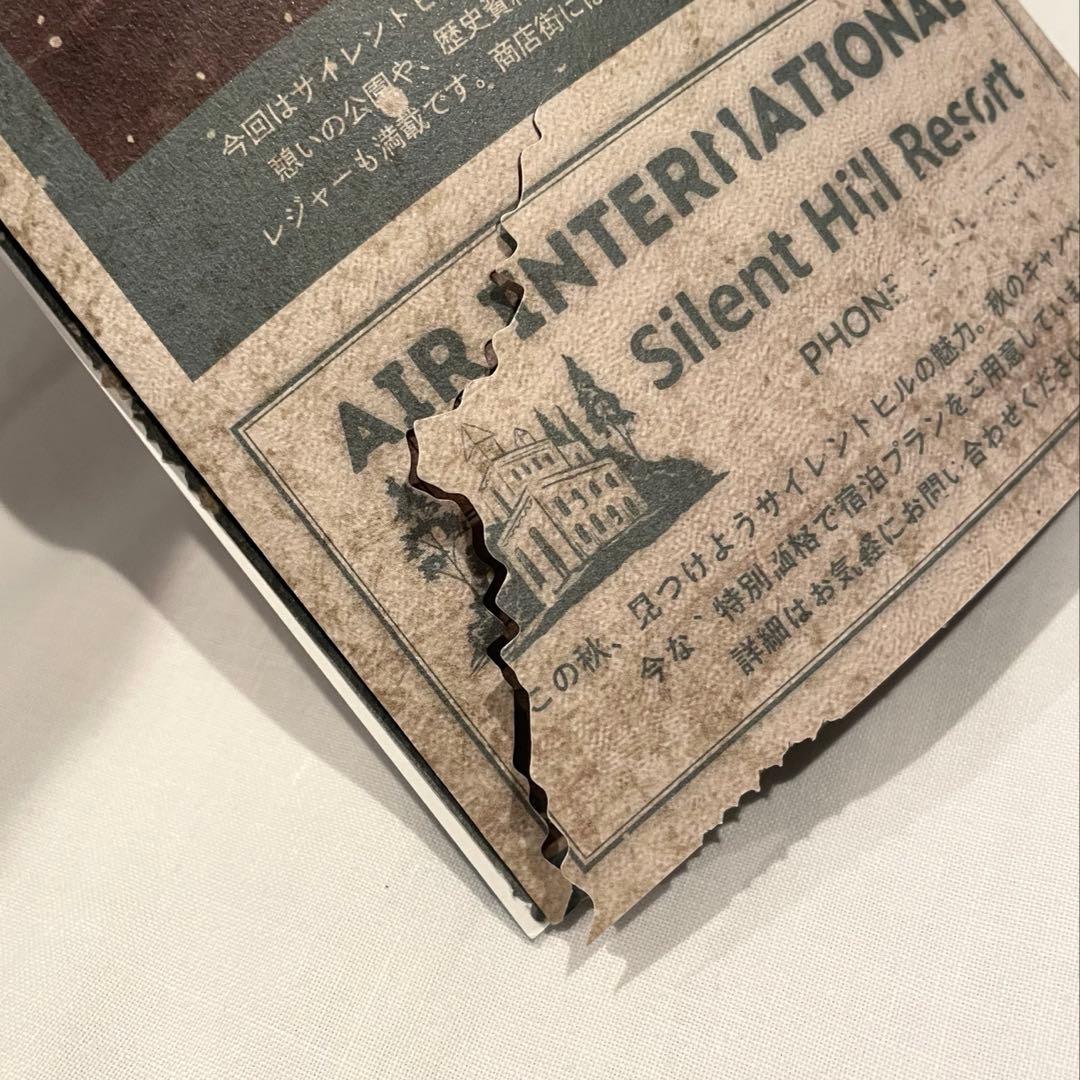 今回はサイレントヒ
憩いの公園や、歴史資
レジャーも満載です。商店街には
AIR INTERNATIONAL
Silent Hill Resort
PHONE
この秋、見つけようサイレントヒルの魅力。秋のキャンペ
今な、特別価格で宿泊プランをご用意していま
詳細はお気軽にお問い合わせくださ